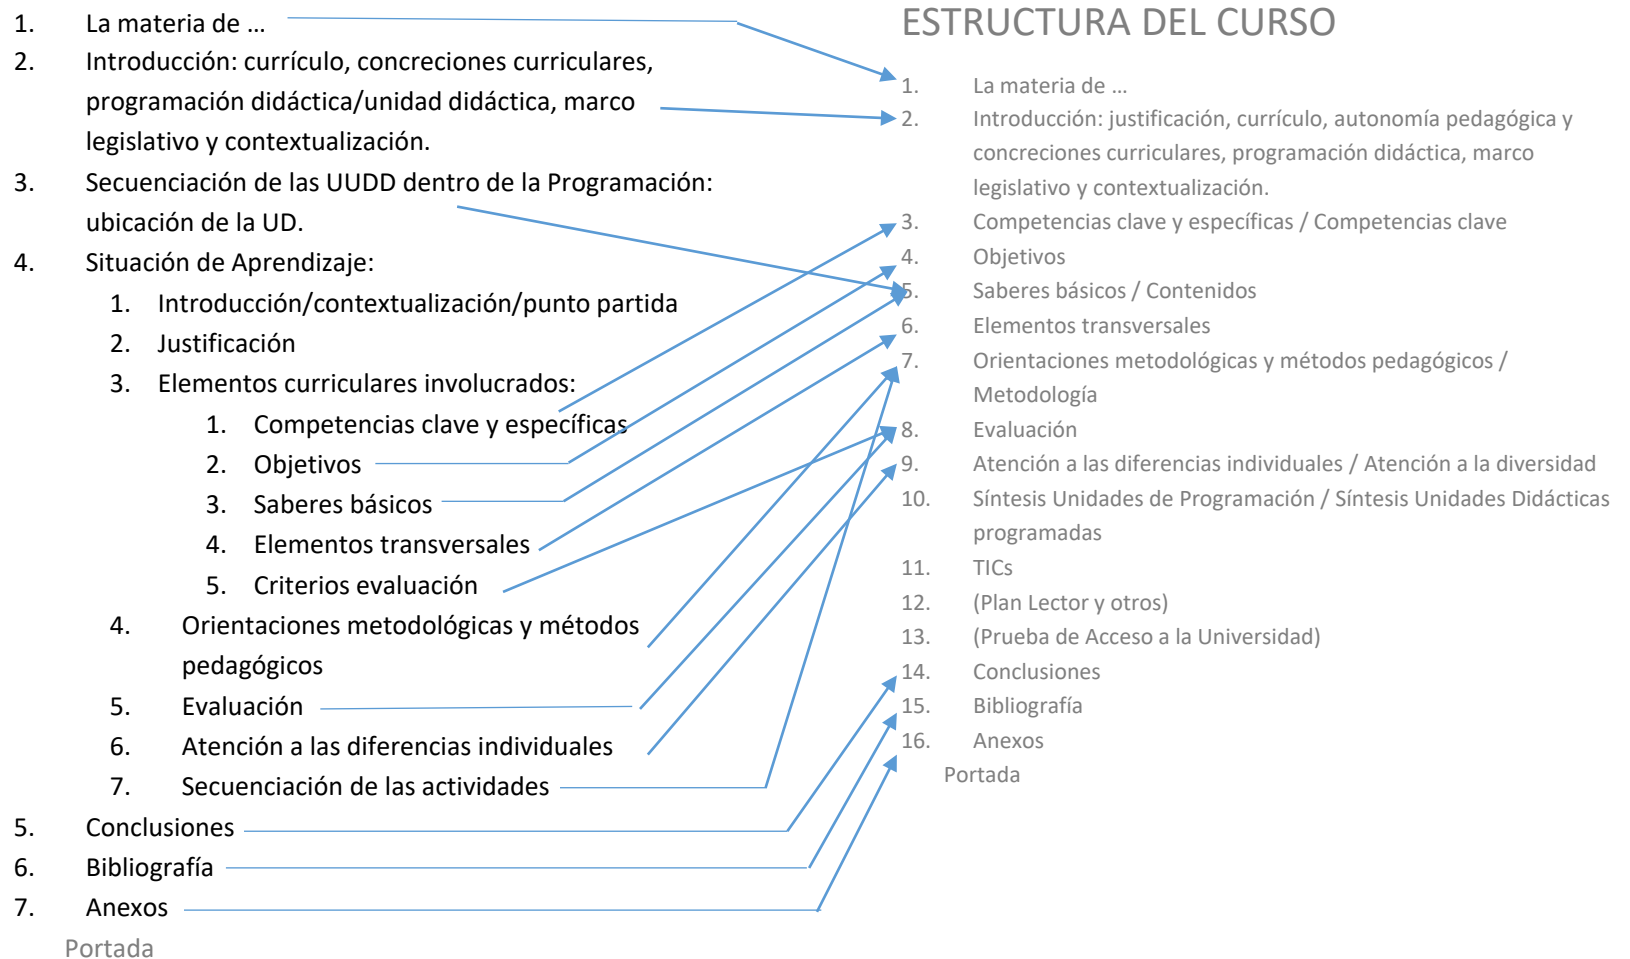 1. La materia de …
2. Introducción: currículo, concreciones curriculares,
programación didáctica/unidad didáctica, marco
legislativo y contextualización.
3. Secuenciación de las UUDD dentro de la Programación:
ubicación de la UD.
4. Situación de Aprendizaje:
1. Introducción/contextualización/punto partida
2. Justificación
3. Elementos curriculares involucrados:
1. Competencias clave y específicas
2. Objetivos
3. Saberes básicos
4. Elementos transversales
5. Criterios evaluación
4. Orientaciones metodológicas y métodos
pedagógicos
5. Evaluación
6. Atención a las diferencias individuales
7. Secuenciación de las actividades
5. Conclusiones
6. Bibliografía
7. Anexos
Portada
ESTRUCTURA DEL CURSO
1. La materia de …
2. Introducción: justificación, currículo, autonomía pedagógica y
concreciones curriculares, programación didáctica, marco
legislativo y contextualización.
3. Competencias clave y específicas / Competencias clave
4. Objetivos
5. Saberes básicos / Contenidos
6. Elementos transversales
7. Orientaciones metodológicas y métodos pedagógicos /
Metodología
8. Evaluación
9. Atención a las diferencias individuales / Atención a la diversidad
10. Síntesis Unidades de Programación / Síntesis Unidades Didácticas
programadas
11. TICs
12. (Plan Lector y otros)
13. (Prueba de Acceso a la Universidad)
14. Conclusiones
15. Bibliografía
16. Anexos
Portada